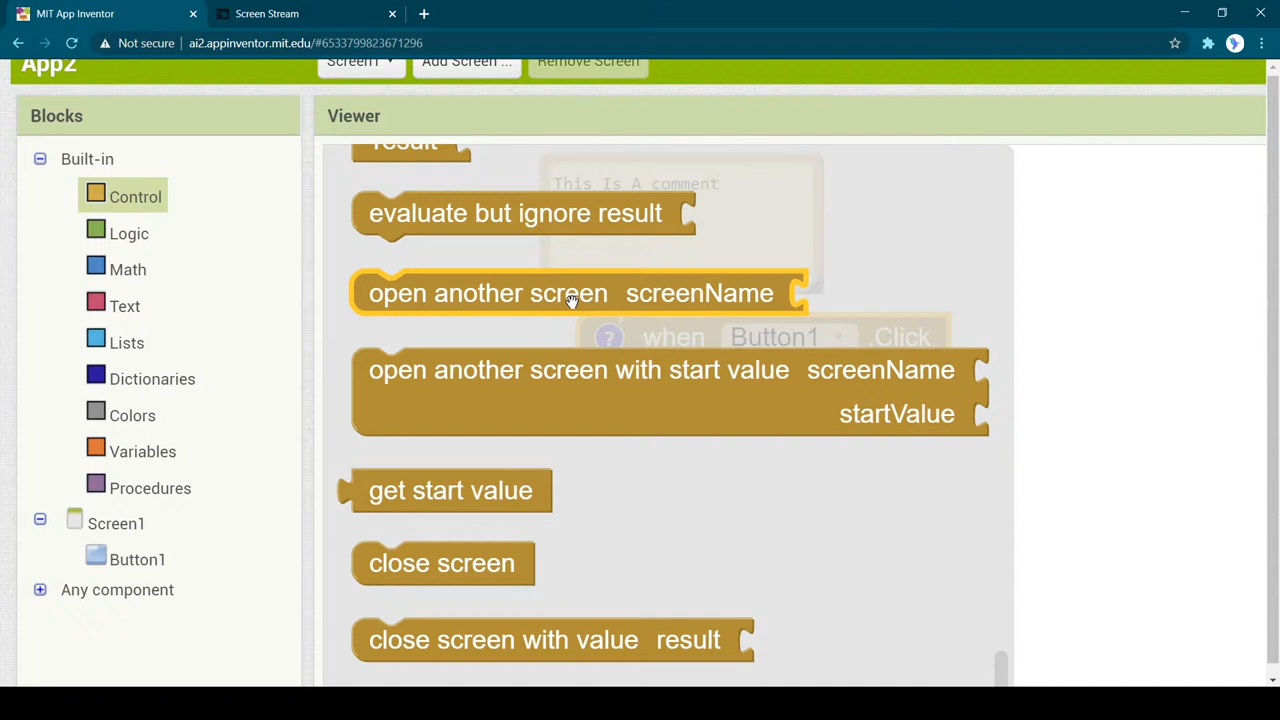 MIT App Inventor
Screen Stream
Not secure
ai2.appinventor.mit.edu/#6533799823671296
App2
Screen1
Add Screen ...
Remove Screen
Blocks
Viewer
Built-in
Control
Logic
Math
Text
Lists
Dictionaries
Colors
Variables
Procedures
Screen1
Button1
Any component
result
This Is A comment
evaluate but ignore result
open another screen screenName
when Button1 .Click
open another screen with start value screenName
startValue
get start value
close screen
close screen with value result